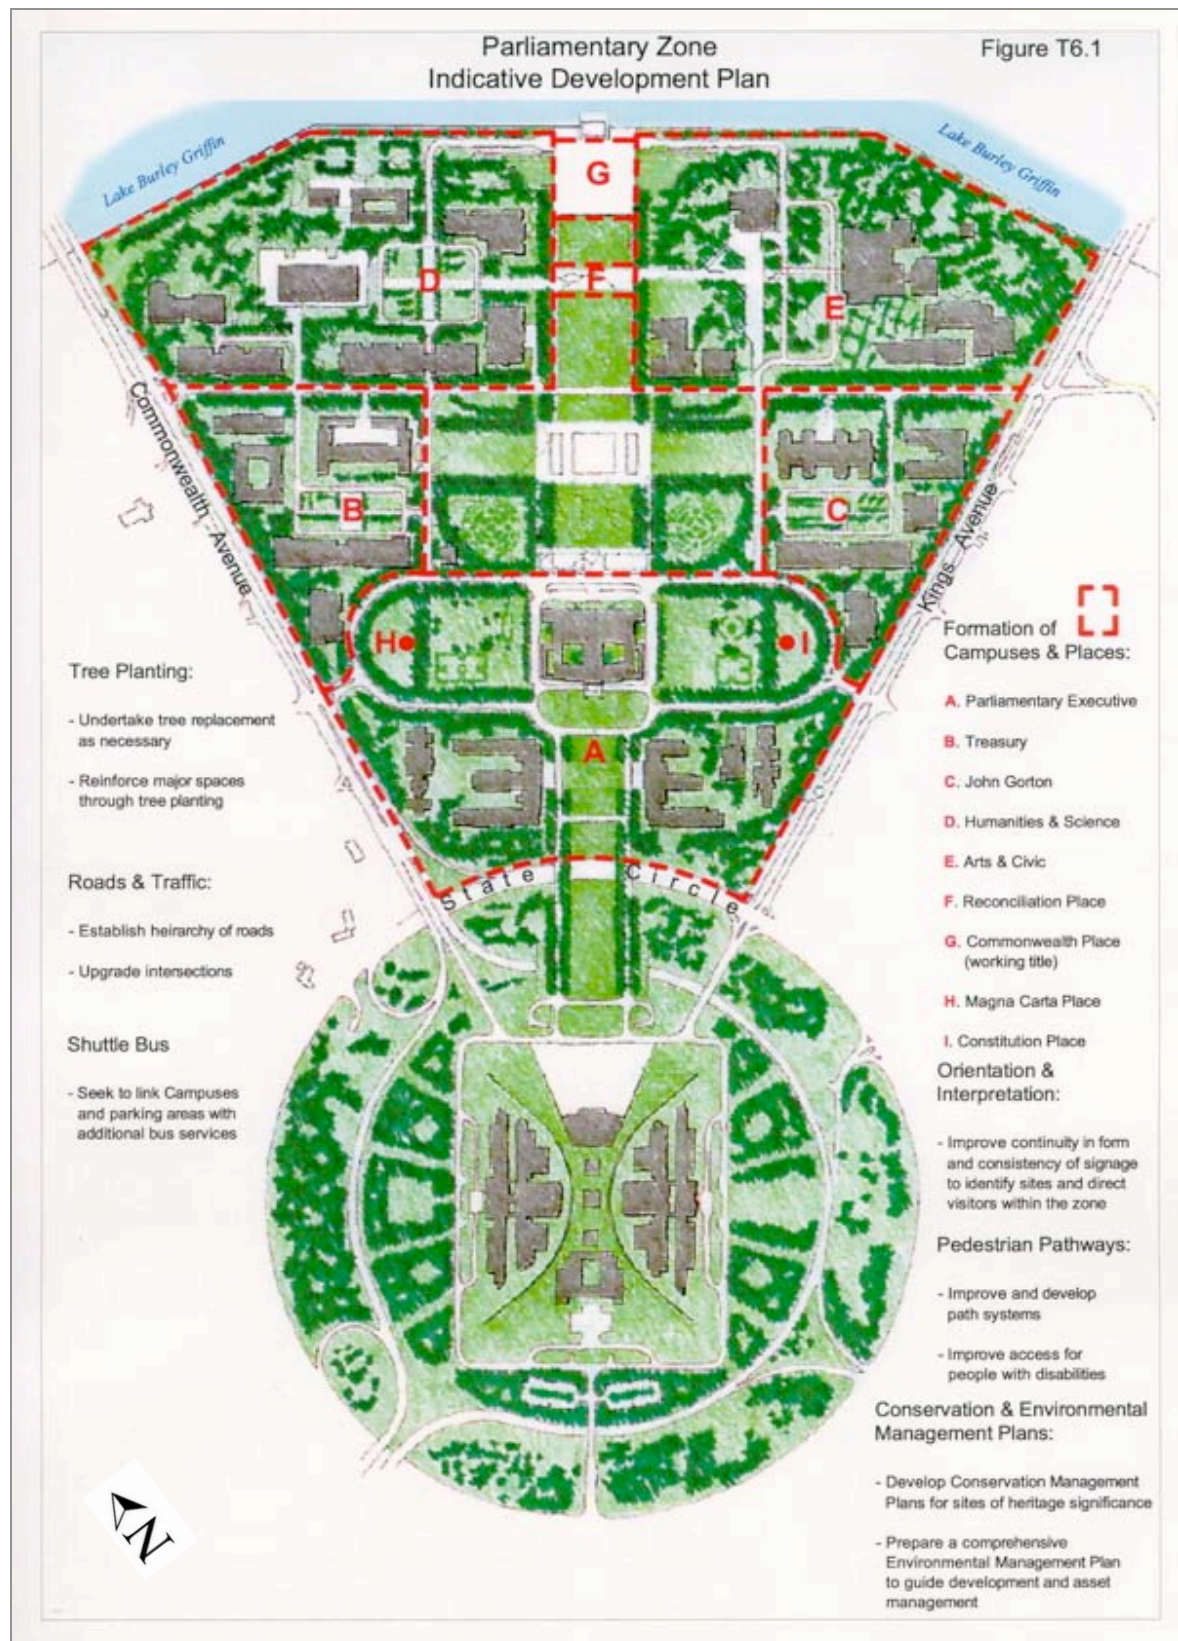 Parliamentary Zone
Indicative Development Plan
Figure T6.1
Lake Burley Griffin
Lake Burley Griffin
G
F
D
E
Commonwealth Avenue
B
C
Kings Avenue
H
I
A
State Circle
Tree Planting:
- Undertake tree replacement
as necessary
- Reinforce major spaces
through tree planting
Roads & Traffic:
- Establish heirarchy of roads
- Upgrade intersections
Shuttle Bus
- Seek to link Campuses
and parking areas with
additional bus services
Formation of
Campuses & Places:
A. Parliamentary Executive
B. Treasury
C. John Gorton
D. Humanities & Science
E. Arts & Civic
F. Reconciliation Place
G. Commonwealth Place
(working title)
H. Magna Carta Place
I. Constitution Place
Orientation &
Interpretation:
- Improve continuity in form
and consistency of signage
to identify sites and direct
visitors within the zone
Pedestrian Pathways:
- Improve and develop
path systems
- Improve access for
people with disabilities
Conservation & Environmental
Management Plans:
- Develop Conservation Management
Plans for sites of heritage significance
- Prepare a comprehensive
Environmental Management Plan
to guide development and asset
management
N